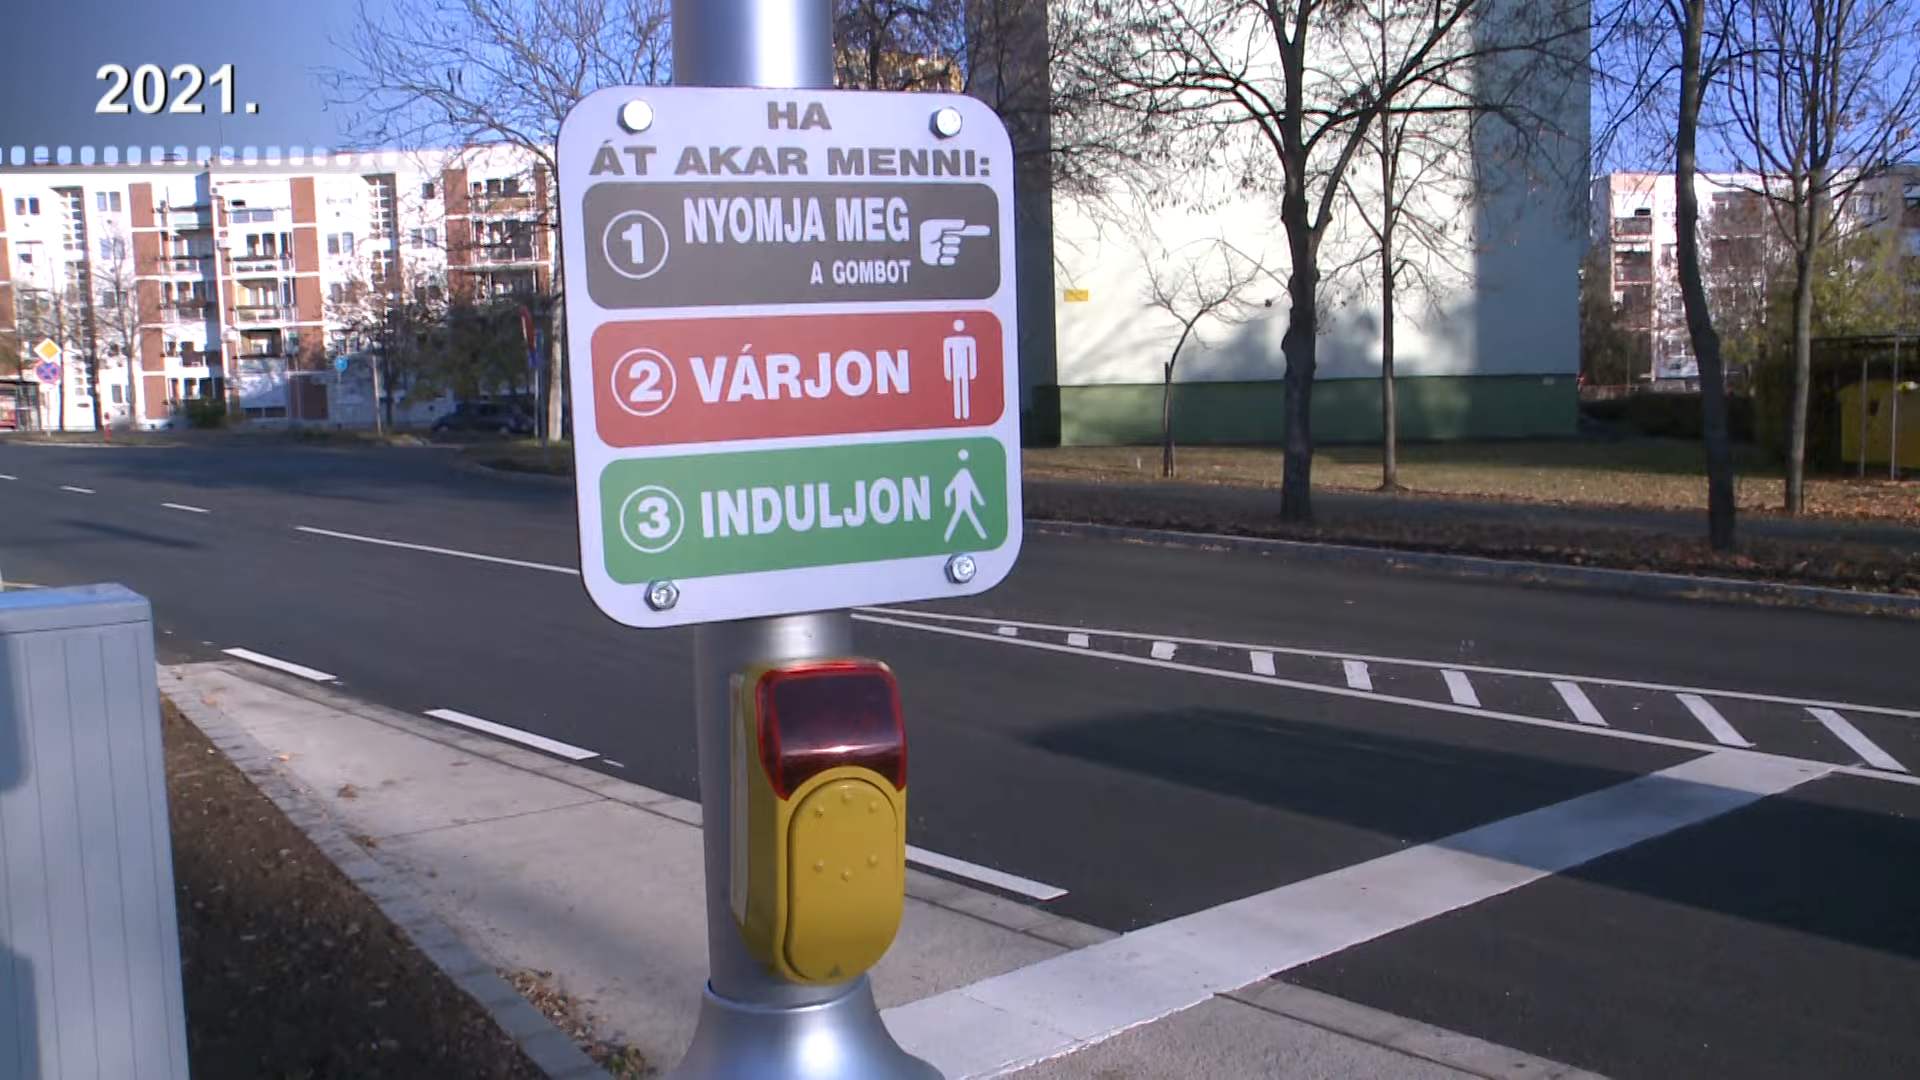 2021.
HA
ÁT AKAR MENNI:
1 NYOMJA MEG
A GOMBOT
2 VÁRJON
3 INDULJON